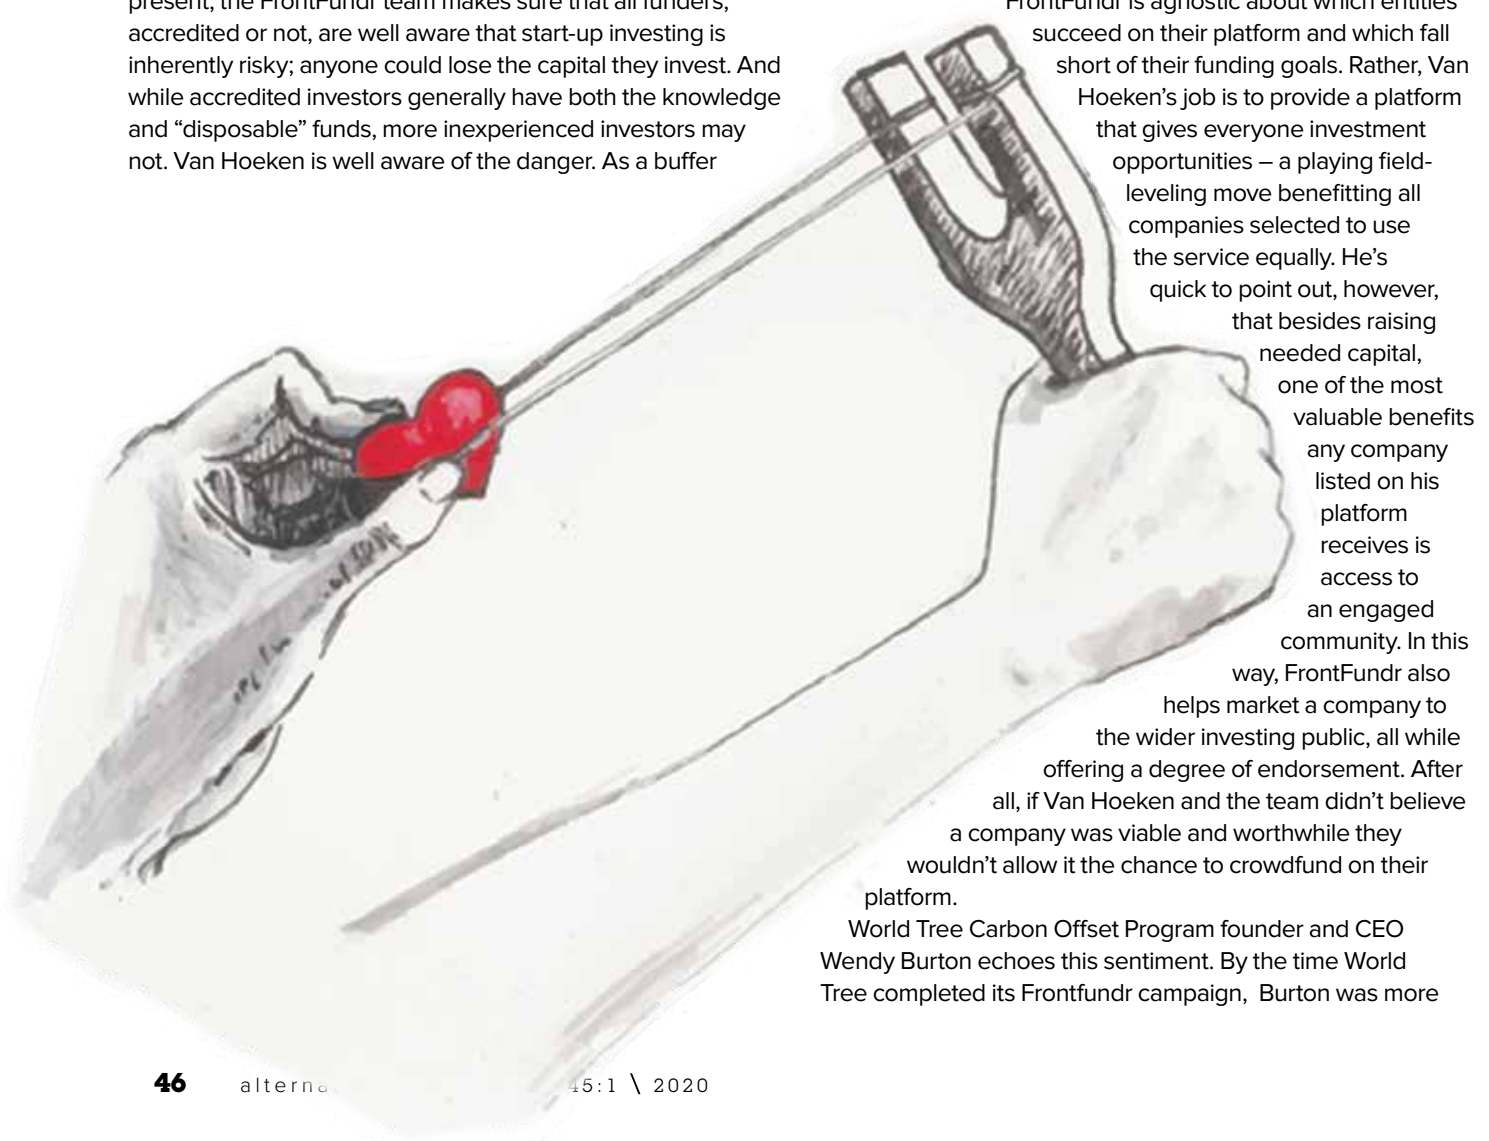 present, the FrontFundr team makes sure that all funders,
accredited or not, are well aware that start-up investing is
inherently risky; anyone could lose the capital they invest. And
while accredited investors generally have both the knowledge
and “disposable” funds, more inexperienced investors may
not. Van Hoeken is well aware of the danger. As a buffer
FrontFundr is agnostic about which entities
succeed on their platform and which fall
short of their funding goals. Rather, Van
Hoeken’s job is to provide a platform
that gives everyone investment
opportunities – a playing field-
leveling move benefitting all
companies selected to use
the service equally. He’s
quick to point out, however,
that besides raising
needed capital,
one of the most
valuable benefits
any company
listed on his
platform
receives is
access to
an engaged
community. In this
way, FrontFundr also
helps market a company to
the wider investing public, all while
offering a degree of endorsement. After
all, if Van Hoeken and the team didn’t believe
a company was viable and worthwhile they
wouldn’t allow it the chance to crowdfund on their
platform.
World Tree Carbon Offset Program founder and CEO
Wendy Burton echoes this sentiment. By the time World
Tree completed its Frontfundr campaign, Burton was more
46 45:1 \ 2020